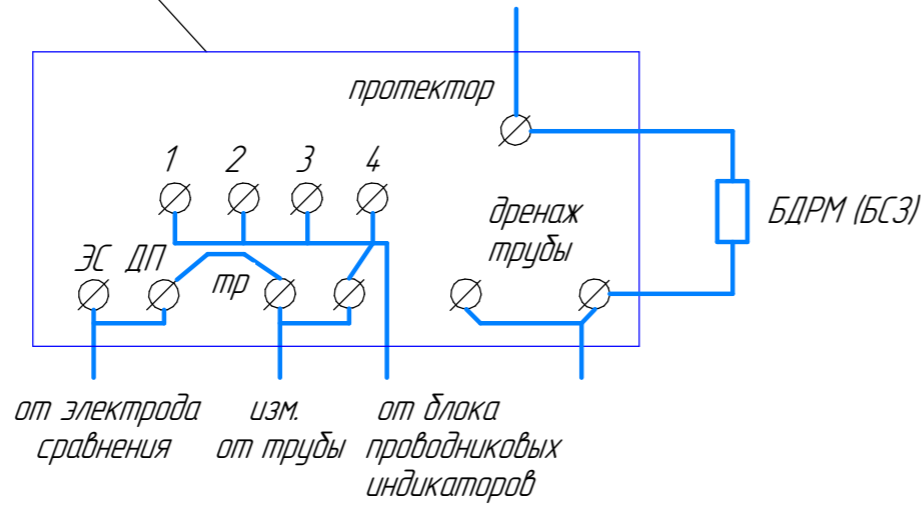 протектор
1 2 3 4
дренаж
трубы
БДРМ (БСЗ)
ЭС ДП
тр
от электрода
сравнения
изм.
от трубы
от блока
проводниковых
индикаторов